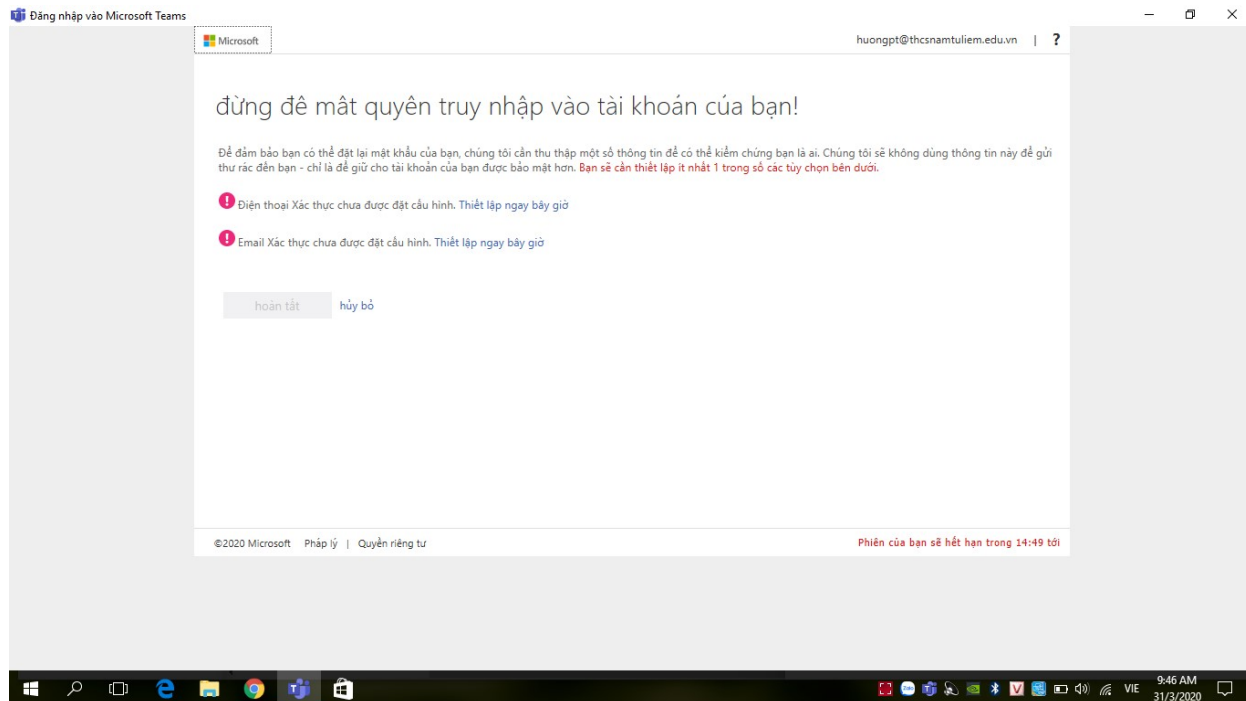 Đăng nhập vào Microsoft Teams
Microsoft
huongpt@thcsnamtuliem.edu.vn | ?
đừng đê mât quyên truy nhập vào tài khoán cúa bạn!
Để đảm bảo bạn có thể đặt lại mật khẩu của bạn, chúng tôi cần thu thập một số thông tin để có thể kiểm chứng bạn là ai. Chúng tôi sẽ không dùng thông tin này để gửi
thư rác đến bạn - chỉ là để giữ cho tài khoản của bạn được bảo mật hơn. Bạn sẽ cần thiết lập ít nhất 1 trong số các tùy chọn bên dưới.
Điện thoại Xác thực chưa được đặt cấu hình. Thiết lập ngay bây giờ
Email Xác thực chưa được đặt cấu hình. Thiết lập ngay bây giờ
hoàn tất hủy bỏ
©2020 Microsoft Pháp lý | Quyền riêng tư
Phiên của bạn sẽ hết hạn trong 14:49 tới
Zalo
VIE
9:46 AM
31/3/2020